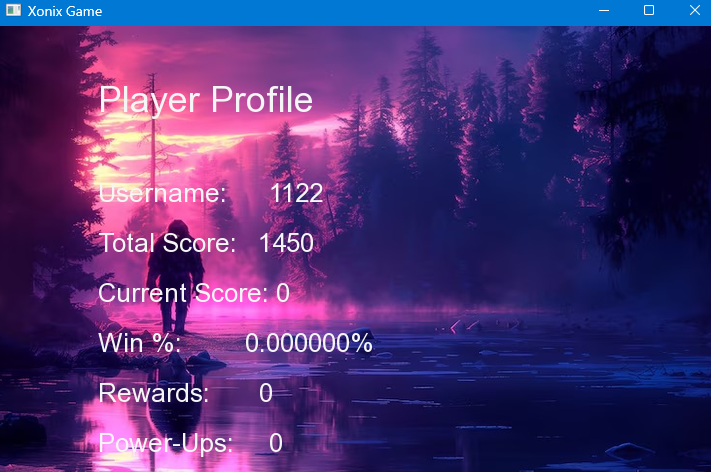 Xonix Game
Player Profile
Username: 1122
Total Score: 1450
Current Score: 0
Win %: 0.000000%
Rewards: 0
Power-Ups: 0